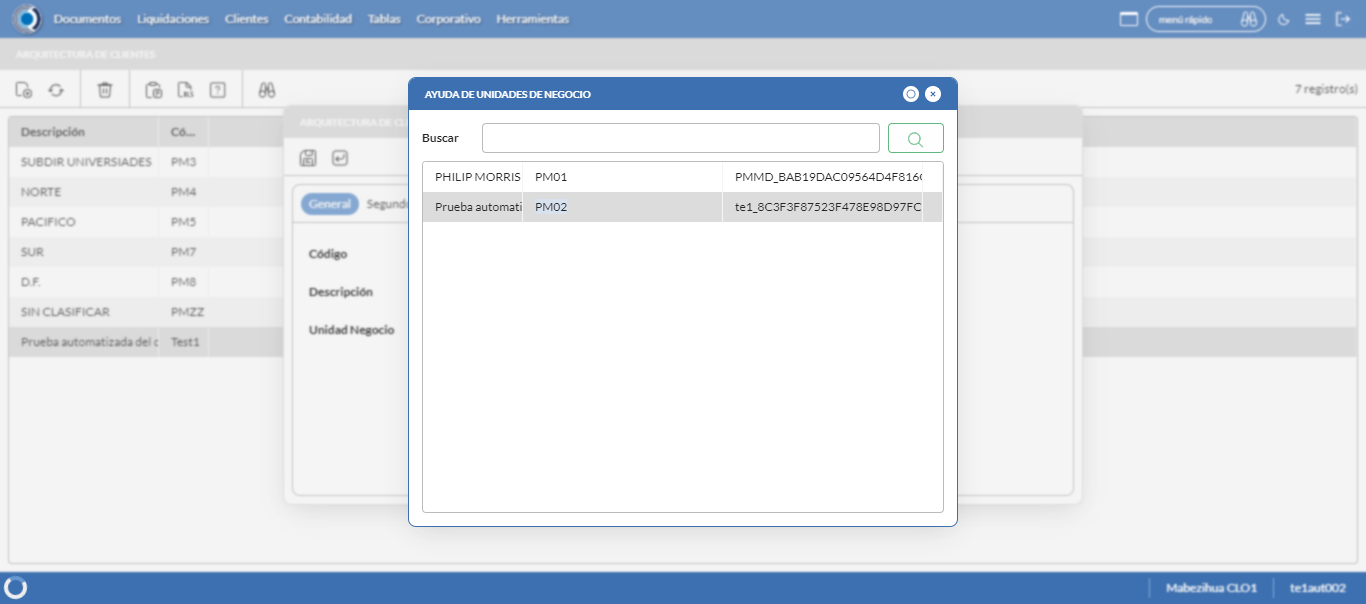 Documentos Liquidaciones Clientes Contabilidad Tablas Corporativo Herramientas menú rápido
ARQUITECTURA DE CLIENTES
7 registro(s)
AYUDA DE UNIDADES DE NEGOCIO
Buscar
PHILIP MORRIS PM01 PMMD_BAB19DAC09564D4F816
Prueba automati PM02 te1_8C3F3F87523F478E98D97FC
Descripción Có...
SUBDIR UNIVERSIADES PM3
NORTE PM4
PACIFICO PM5
SUR PM7
D.F. PM8
SIN CLASIFICAR PMZZ
Prueba automatizada del c Test1
ARQUITECTURA DE CL
General Segund
Código
Descripción
Unidad Negocio
Mabezihua CLO1 te1aut002